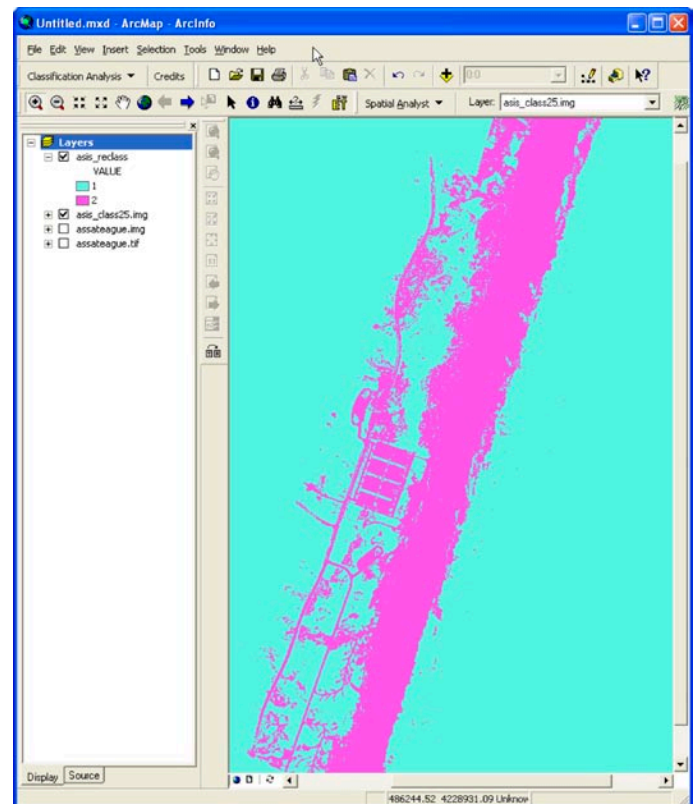 Untitled.mxd - ArcMap - ArcInfo
File Edit View Insert Selection Tools Window Help
Classification Analysis Credits 0.0
Spatial Analyst Layer: asis_class25.img
Layers
asis_reclass
VALUE
1
2
asis_class25.img
assateague.img
assateague.tif
Display Source
486244.52 4228931.09 Unknow